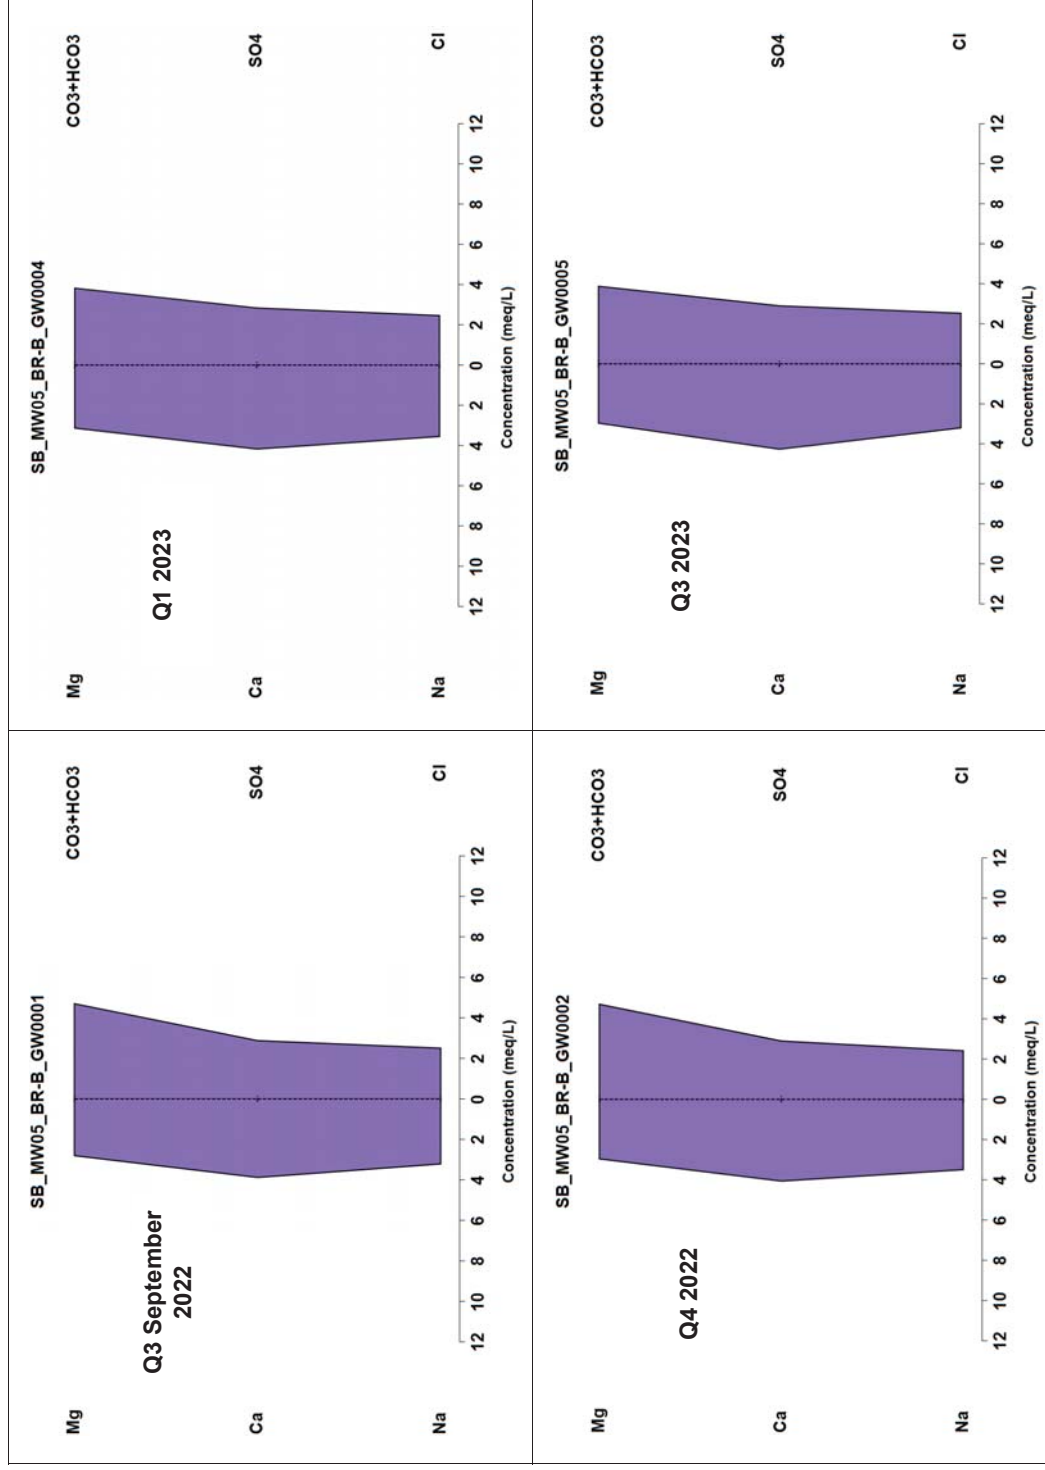 SB_MW05_BR-B_GW0001
Mg
CO3+HCO3
Q3 September
2022
Ca
SO4
Na
Cl
12 10 8 6 4 2 0 2 4 6 8 10 12
Concentration (meq/L)
SB_MW05_BR-B_GW0004
Mg
CO3+HCO3
Q1 2023
Ca
SO4
Na
Cl
12 10 8 6 4 2 0 2 4 6 8 10 12
Concentration (meq/L)
SB_MW05_BR-B_GW0002
Mg
CO3+HCO3
Q4 2022
Ca
SO4
Na
Cl
12 10 8 6 4 2 0 2 4 6 8 10 12
Concentration (meq/L)
SB_MW05_BR-B_GW0005
Mg
CO3+HCO3
Q3 2023
Ca
SO4
Na
Cl
12 10 8 6 4 2 0 2 4 6 8 10 12
Concentration (meq/L)